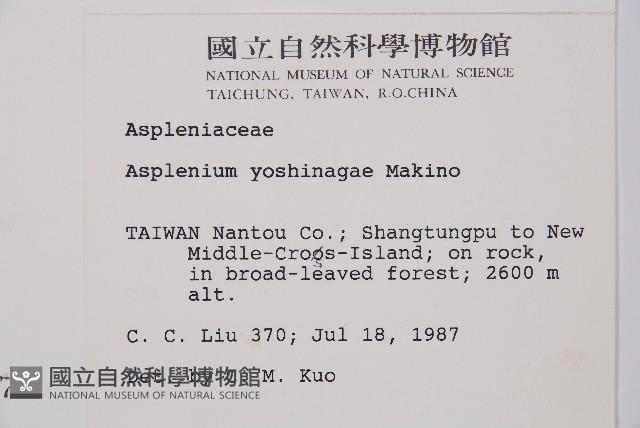 國立自然科學博物館
NATIONAL MUSEUM OF NATURAL SCIENCE
TAICHUNG, TAIWAN, R.O.CHINA
Aspleniaceae
Asplenium yoshinagae Makino
TAIWAN Nantou Co.; Shangtungpu to New
Middle-Croos-Island; on rock,
in broad-leaved forest; 2600 m
alt.
C. C. Liu 370; Jul 18, 1987
Det. by C. M. Kuo
國立自然科學博物館
NATIONAL MUSEUM OF NATURAL SCIENCE